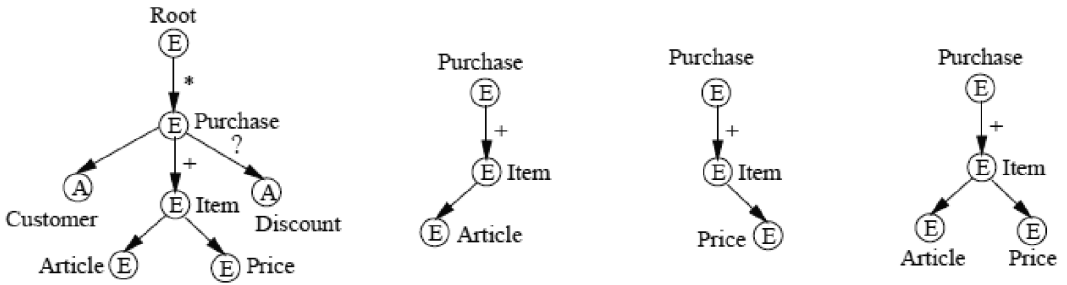 Root
E
*
E Purchase
?
+
A
Customer
E Item
A
Discount
Article E
E Price
Purchase
E
+
E Item
E Article
Purchase
E
+
E Item
Price E
Purchase
E
+
E Item
E
Article
E
Price